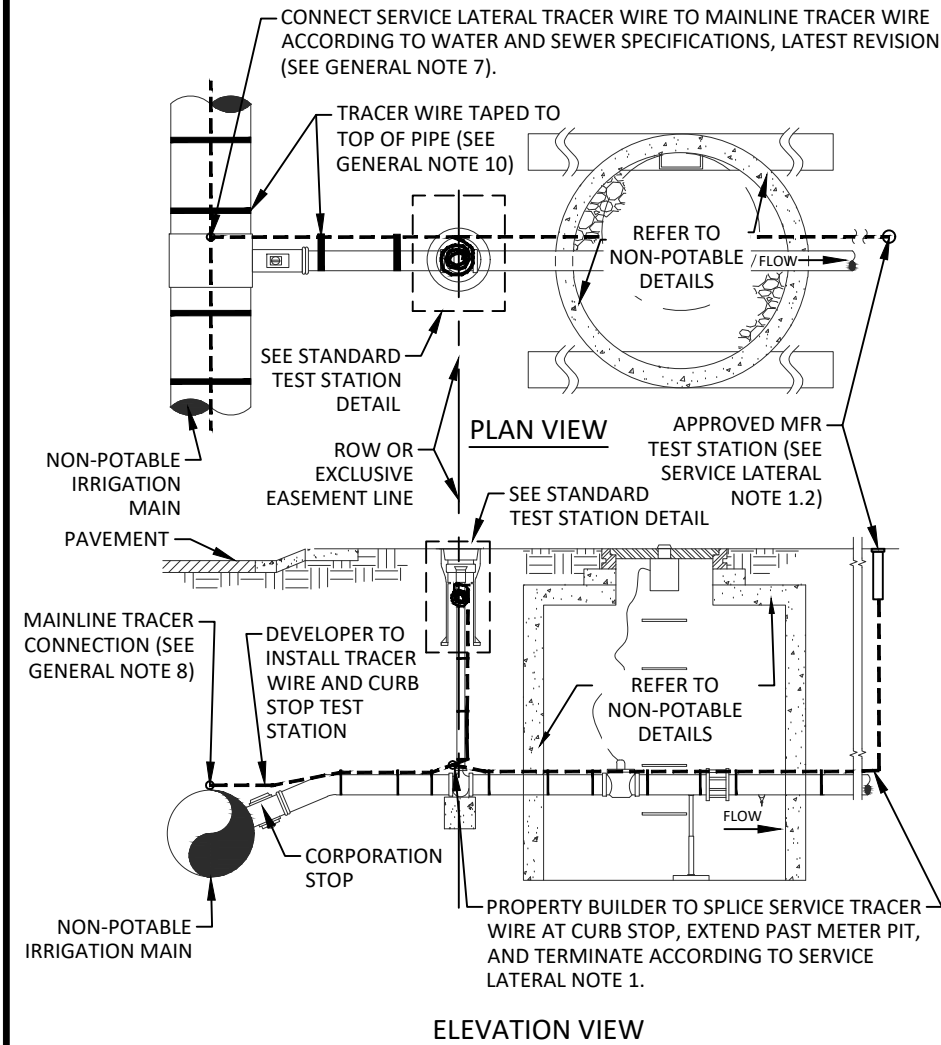 CONNECT SERVICE LATERAL TRACER WIRE TO MAINLINE TRACER WIRE
ACCORDING TO WATER AND SEWER SPECIFICATIONS, LATEST REVISION
(SEE GENERAL NOTE 7).
TRACER WIRE TAPED TO
TOP OF PIPE (SEE
GENERAL NOTE 10)
REFER TO
NON-POTABLE
DETAILS
FLOW
SEE STANDARD
TEST STATION
DETAIL
PLAN VIEW
APPROVED MFR
TEST STATION (SEE
SERVICE LATERAL
NOTE 1.2)
NON-POTABLE
IRRIGATION
MAIN
ROW OR
EXCLUSIVE
EASEMENT LINE
SEE STANDARD
TEST STATION DETAIL
PAVEMENT
MAINLINE TRACER
CONNECTION (SEE
GENERAL NOTE 8)
DEVELOPER TO
INSTALL TRACER
WIRE AND CURB
STOP TEST
STATION
REFER TO
NON-POTABLE
DETAILS
FLOW
CORPORATION
STOP
NON-POTABLE
IRRIGATION MAIN
PROPERTY BUILDER TO SPLICE SERVICE TRACER
WIRE AT CURB STOP, EXTEND PAST METER PIT,
AND TERMINATE ACCORDING TO SERVICE
LATERAL NOTE 1.
ELEVATION VIEW